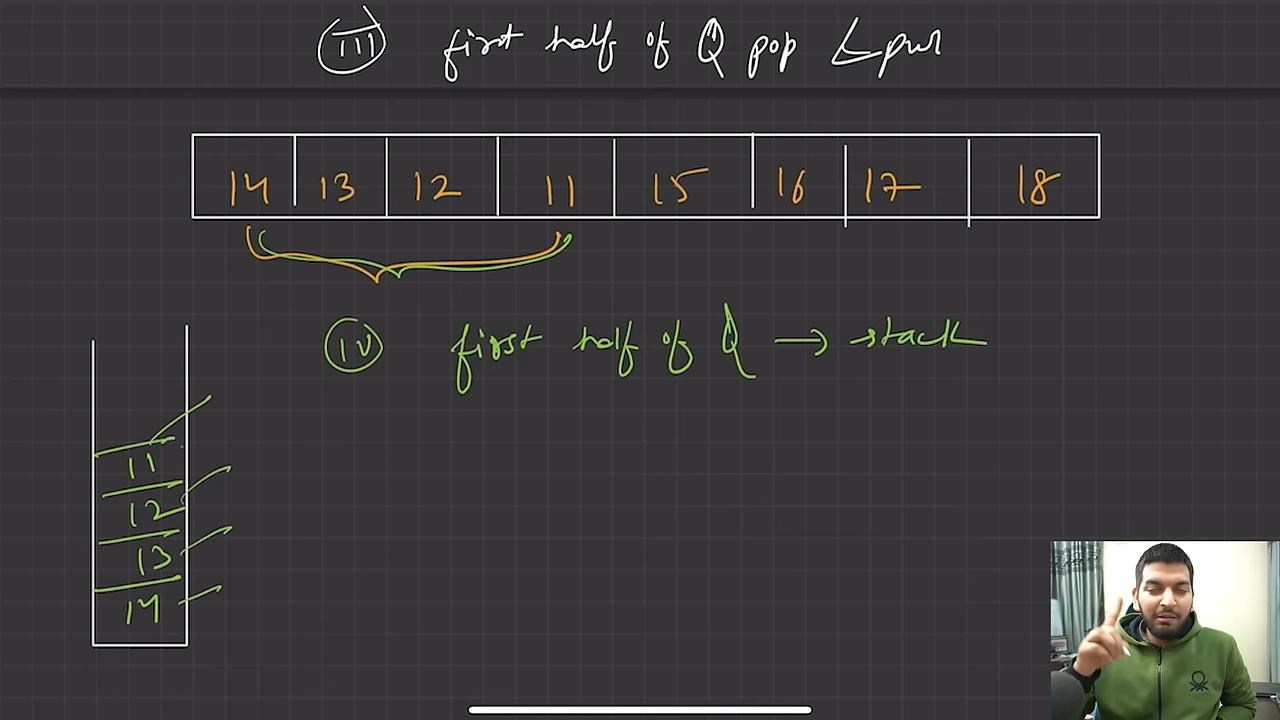 (iii) first half of Q pop & push
14 13 12 11 15 16 17 18
(iv) first half of Q → stack
11
12
13
14